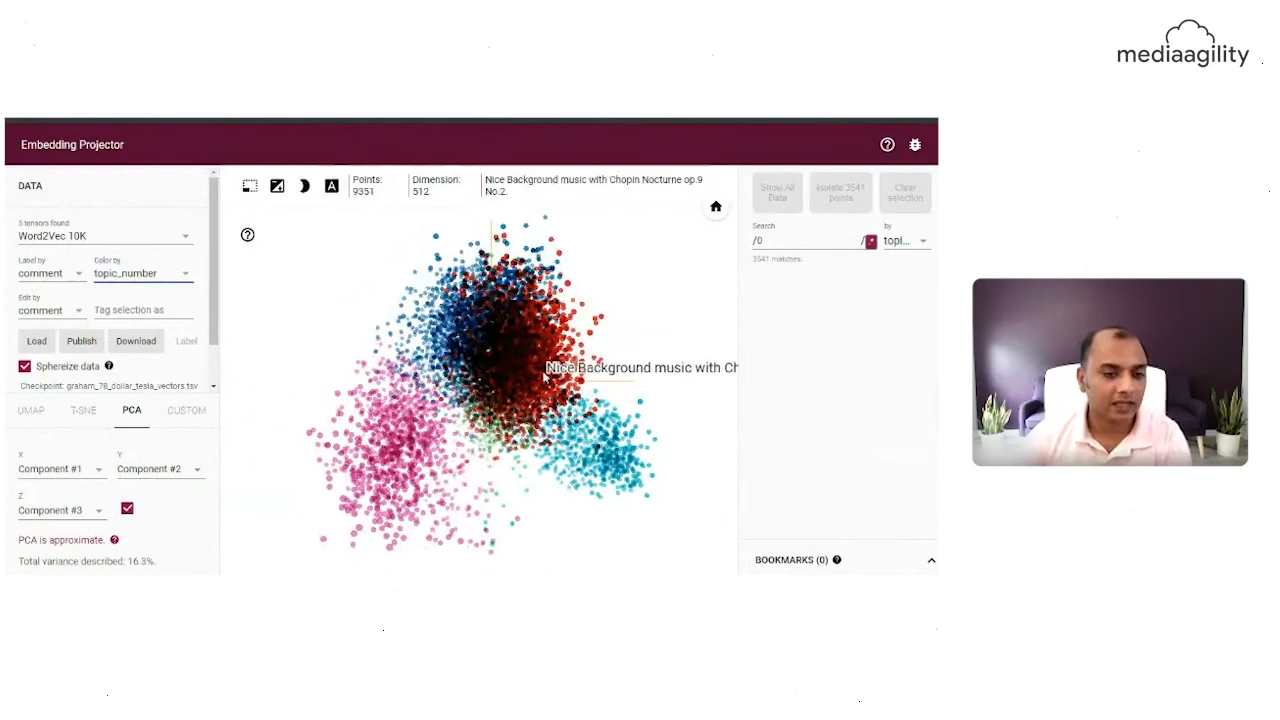 mediaagility
Embedding Projector
DATA
5 tensors found
Word2Vec 10K
Label by
Color by
comment
topic_number
Edit by
comment
Tag selection as
Load
Publish
Download
Label
Sphereize data
Checkpoint: graham_78_dollar_tesla_vectors.tsv
UMAP
T-SNE
PCA
CUSTOM
X
Y
Component #1
Component #2
Z
Component #3
PCA is approximate.
Total variance described: 16.3%.
A
Points:
9351
Dimension:
512
Nice Background music with Chopin Nocturne op.9
No.2.
Nice Background music with Ch
Show All
Data
Isolate 3541
points
Clear
selection
Search
by
/0
/
.*
topi...
3541 matches.
BOOKMARKS (0)